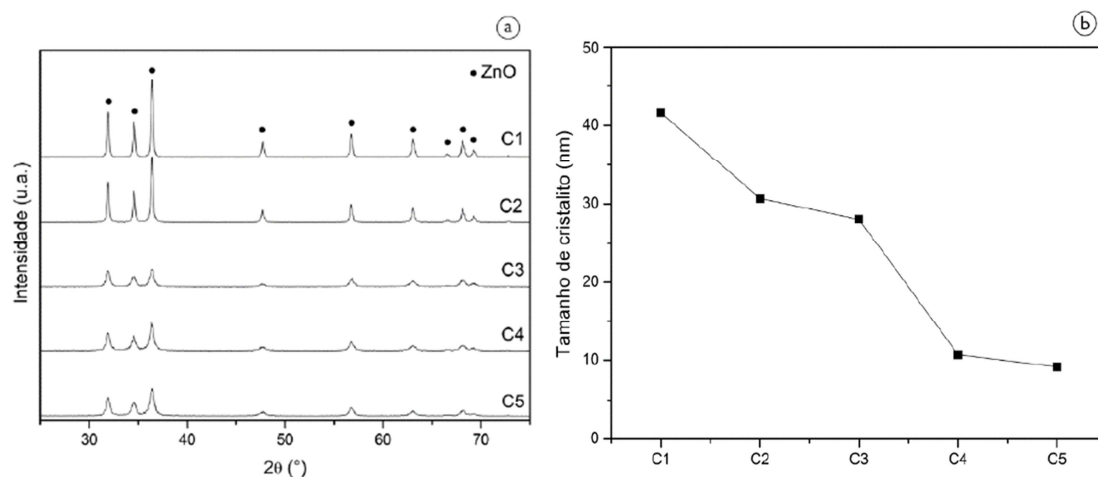 a
ZnO
C1
C2
C3
C4
C5
Intensidade (u.a.)
30 40 50 60 70
2θ (°)
b
50
40
30
20
10
0
Tamanho de cristalito (nm)
C1 C2 C3 C4 C5